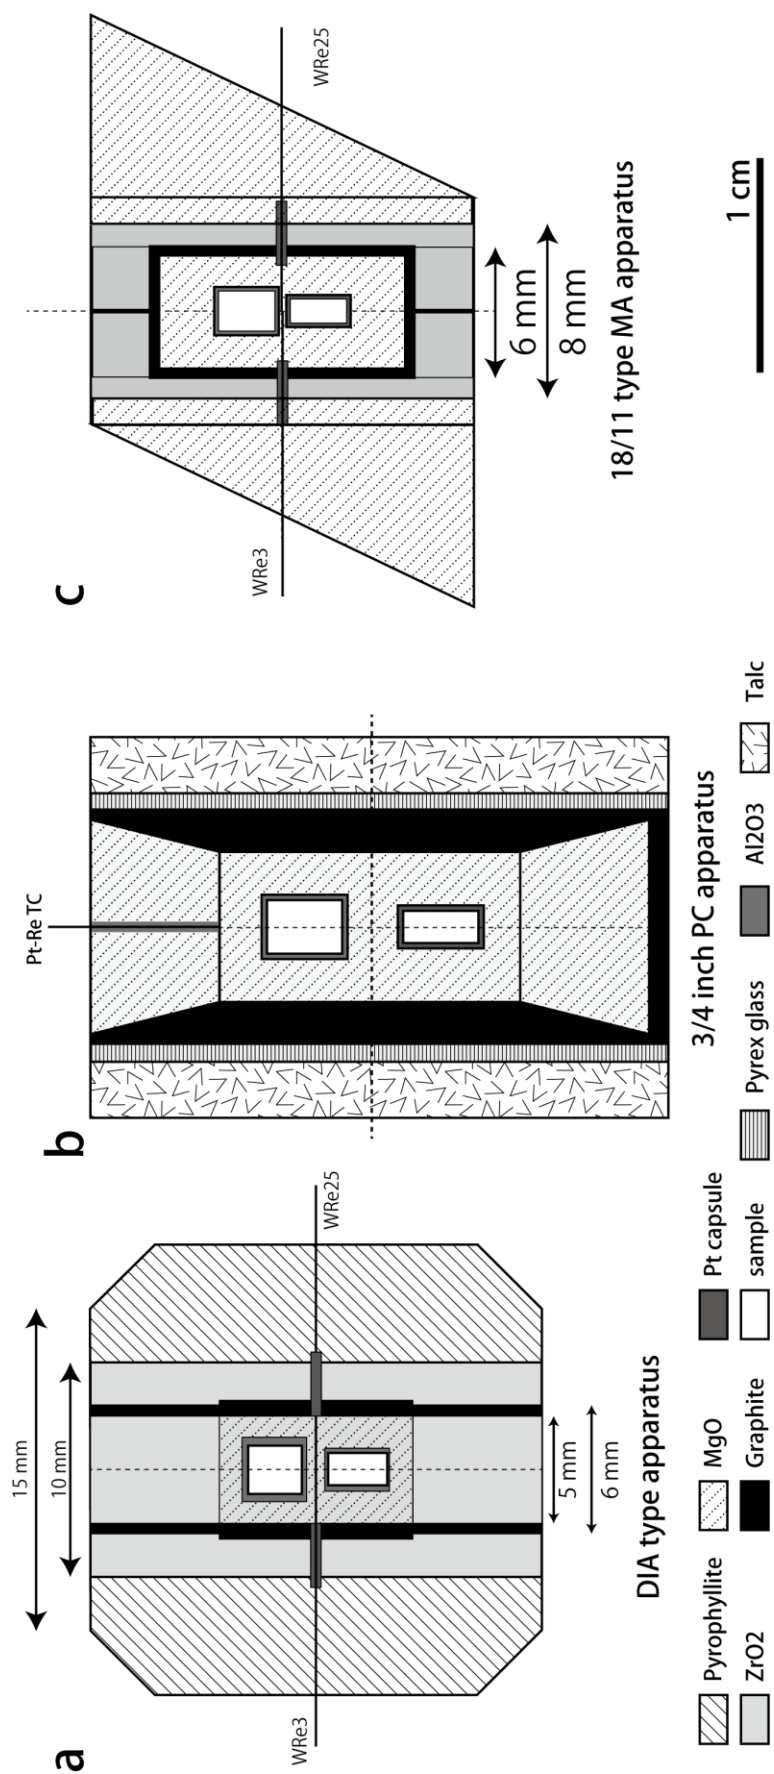 a
15 mm
10 mm
WRe3
WRe25
5 mm
6 mm
DIA type apparatus
b
Pt-Re TC
3/4 inch PC apparatus
c
WRe3
WRe25
6 mm
8 mm
18/11 type MA apparatus
1 cm
Pyrophyllite
MgO
Pt capsule
Pyrex glass
Al2O3
Talc
ZrO2
Graphite
sample